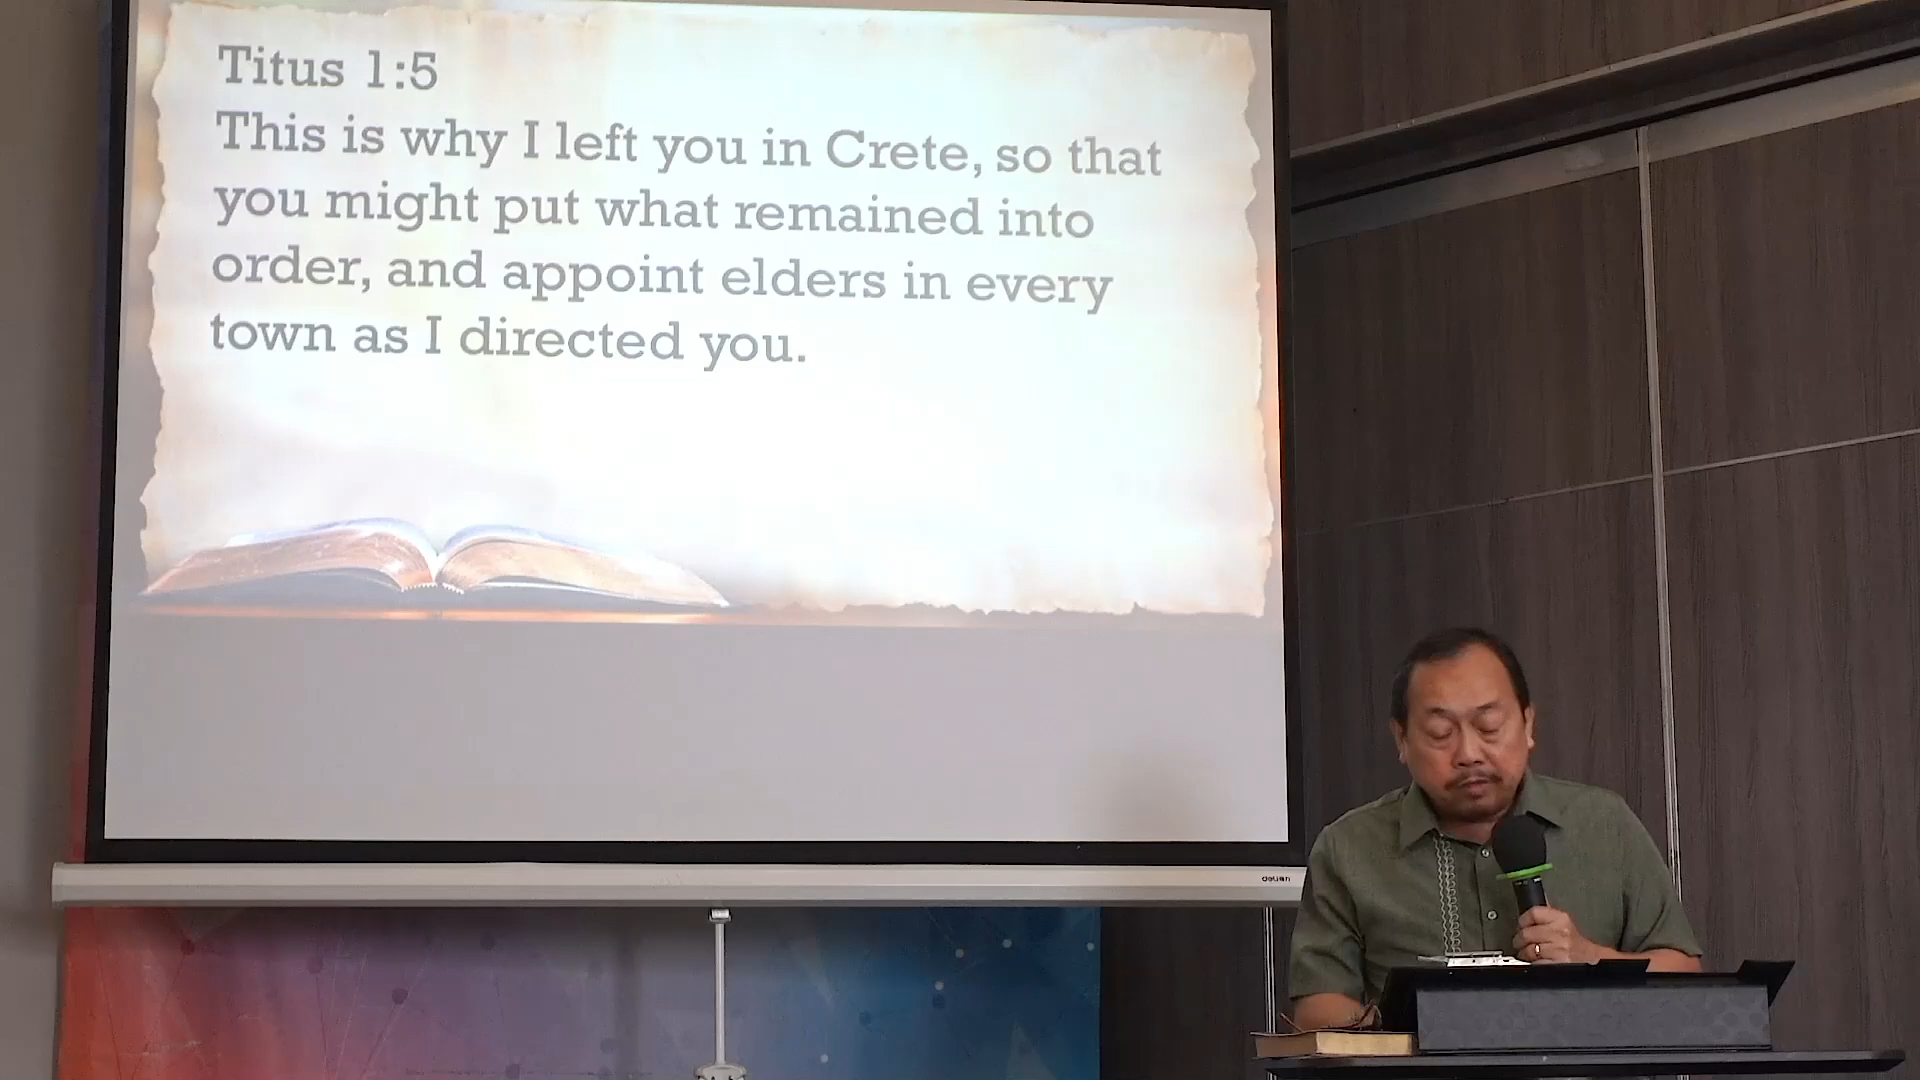 Titus 1:5
This is why I left you in Crete, so that
you might put what remained into
order, and appoint elders in every
town as I directed you.